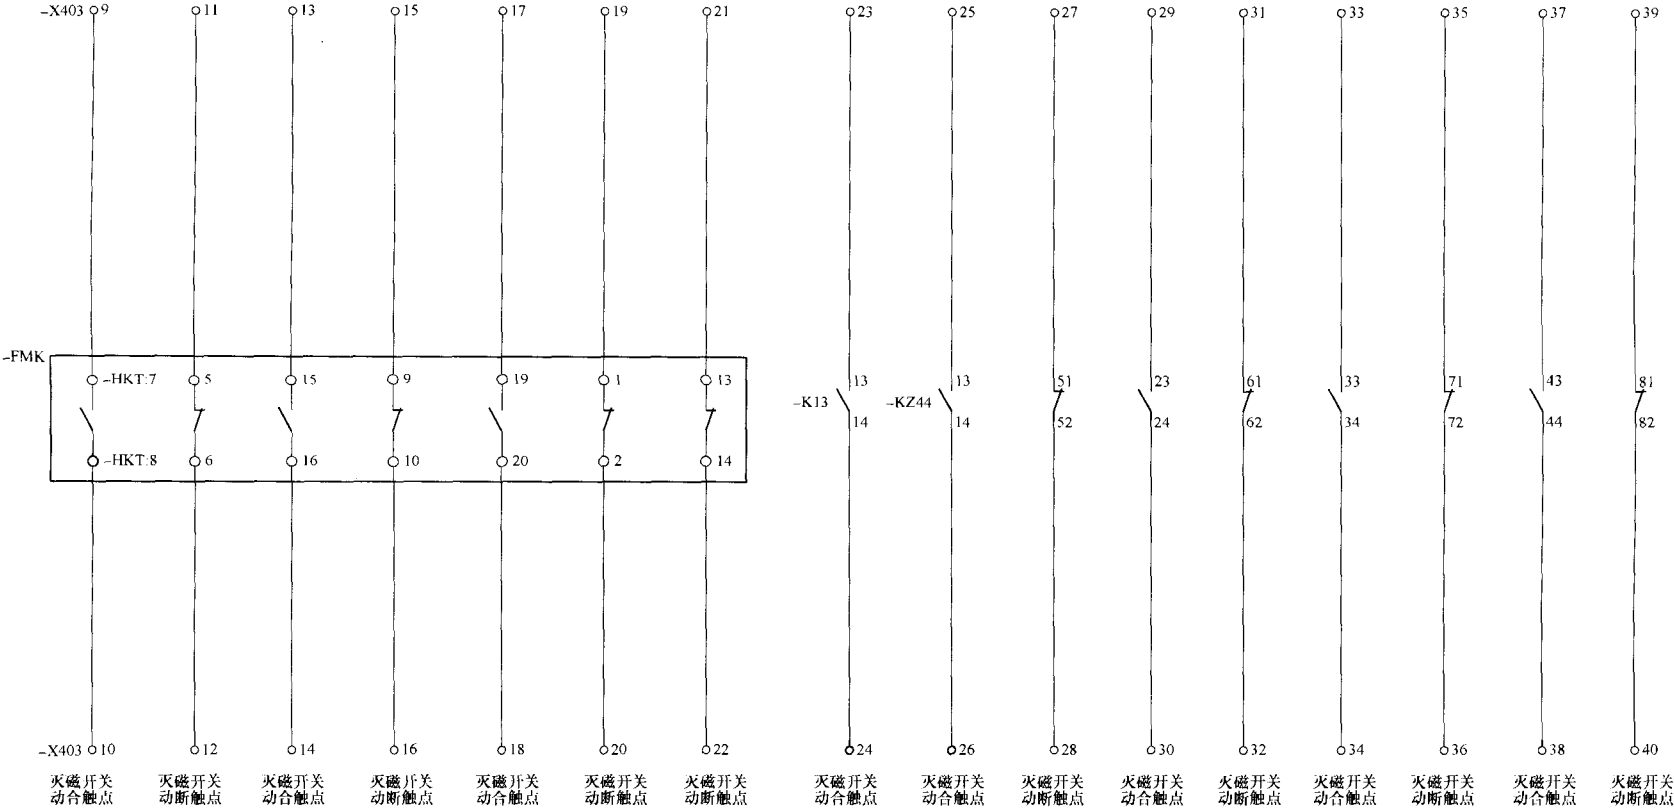 -X403 9 11 13 15 17 19 21 23 25 27 29 31 33 35 37 39
-FMK
-HKT:7 5 15 9 19 1 13 13 13 51 23 61 33 71 43 81
-K13 -KZ44
14 14 52 24 62 34 72 44 82
-HKT:8 6 16 10 20 2 14
-X403 10 12 14 16 18 20 22 24 26 28 30 32 34 36 38 40
灭磁开关 灭磁开关 灭磁开关 灭磁开关 灭磁开关 灭磁开关 灭磁开关 灭磁开关 灭磁开关 灭磁开关 灭磁开关 灭磁开关 灭磁开关 灭磁开关 灭磁开关 灭磁开关
动合触点 动断触点 动合触点 动断触点 动合触点 动断触点 动断触点 动合触点 动合触点 动断触点 动合触点 动断触点 动合触点 动断触点 动合触点 动断触点